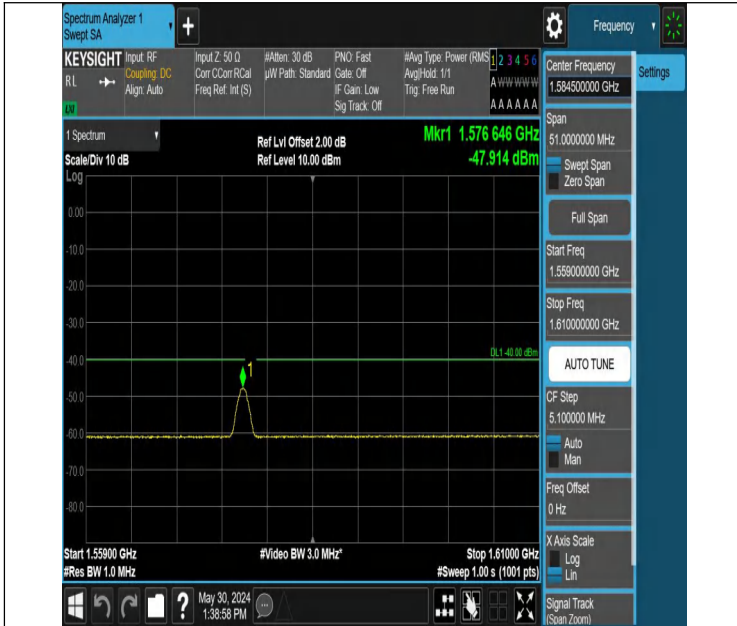 Spectrum Analyzer 1
Swept SA
+
Frequency
KEYSIGHT
RL
Input: RF
Coupling: DC
Align: Auto
Input Z: 50 Ω
Corr CCorr RCal
Freq Ref: Int (S)
#Atten: 30 dB
µW Path: Standard
PNO: Fast
Gate: Off
IF Gain: Low
Sig Track: Off
#Avg Type: Power (RMS
Avg|Hold: 1/1
Trig: Free Run
1 2 3 4 5 6
A W W W W W
A A A A A A
1 Spectrum
Scale/Div 10 dB
Log
Ref Lvl Offset 2.00 dB
Ref Level 10.00 dBm
Mkr1 1.576 646 GHz
-47.914 dBm
0.00
-10.0
-20.0
-30.0
-40.0
DL1 -40.00 dBm
1
-50.0
-60.0
-70.0
-80.0
Start 1.55900 GHz
#Video BW 3.0 MHz*
Stop 1.61000 GHz
#Res BW 1.0 MHz
#Sweep 1.00 s (1001 pts)
?
May 30, 2024
1:38:58 PM
Center Frequency
1.584500000 GHz
Settings
Span
51.0000000 MHz
Swept Span
Zero Span
Full Span
Start Freq
1.559000000 GHz
Stop Freq
1.610000000 GHz
AUTO TUNE
CF Step
5.100000 MHz
Auto
Man
Freq Offset
0 Hz
X Axis Scale
Log
Lin
Signal Track
(Span Zoom)